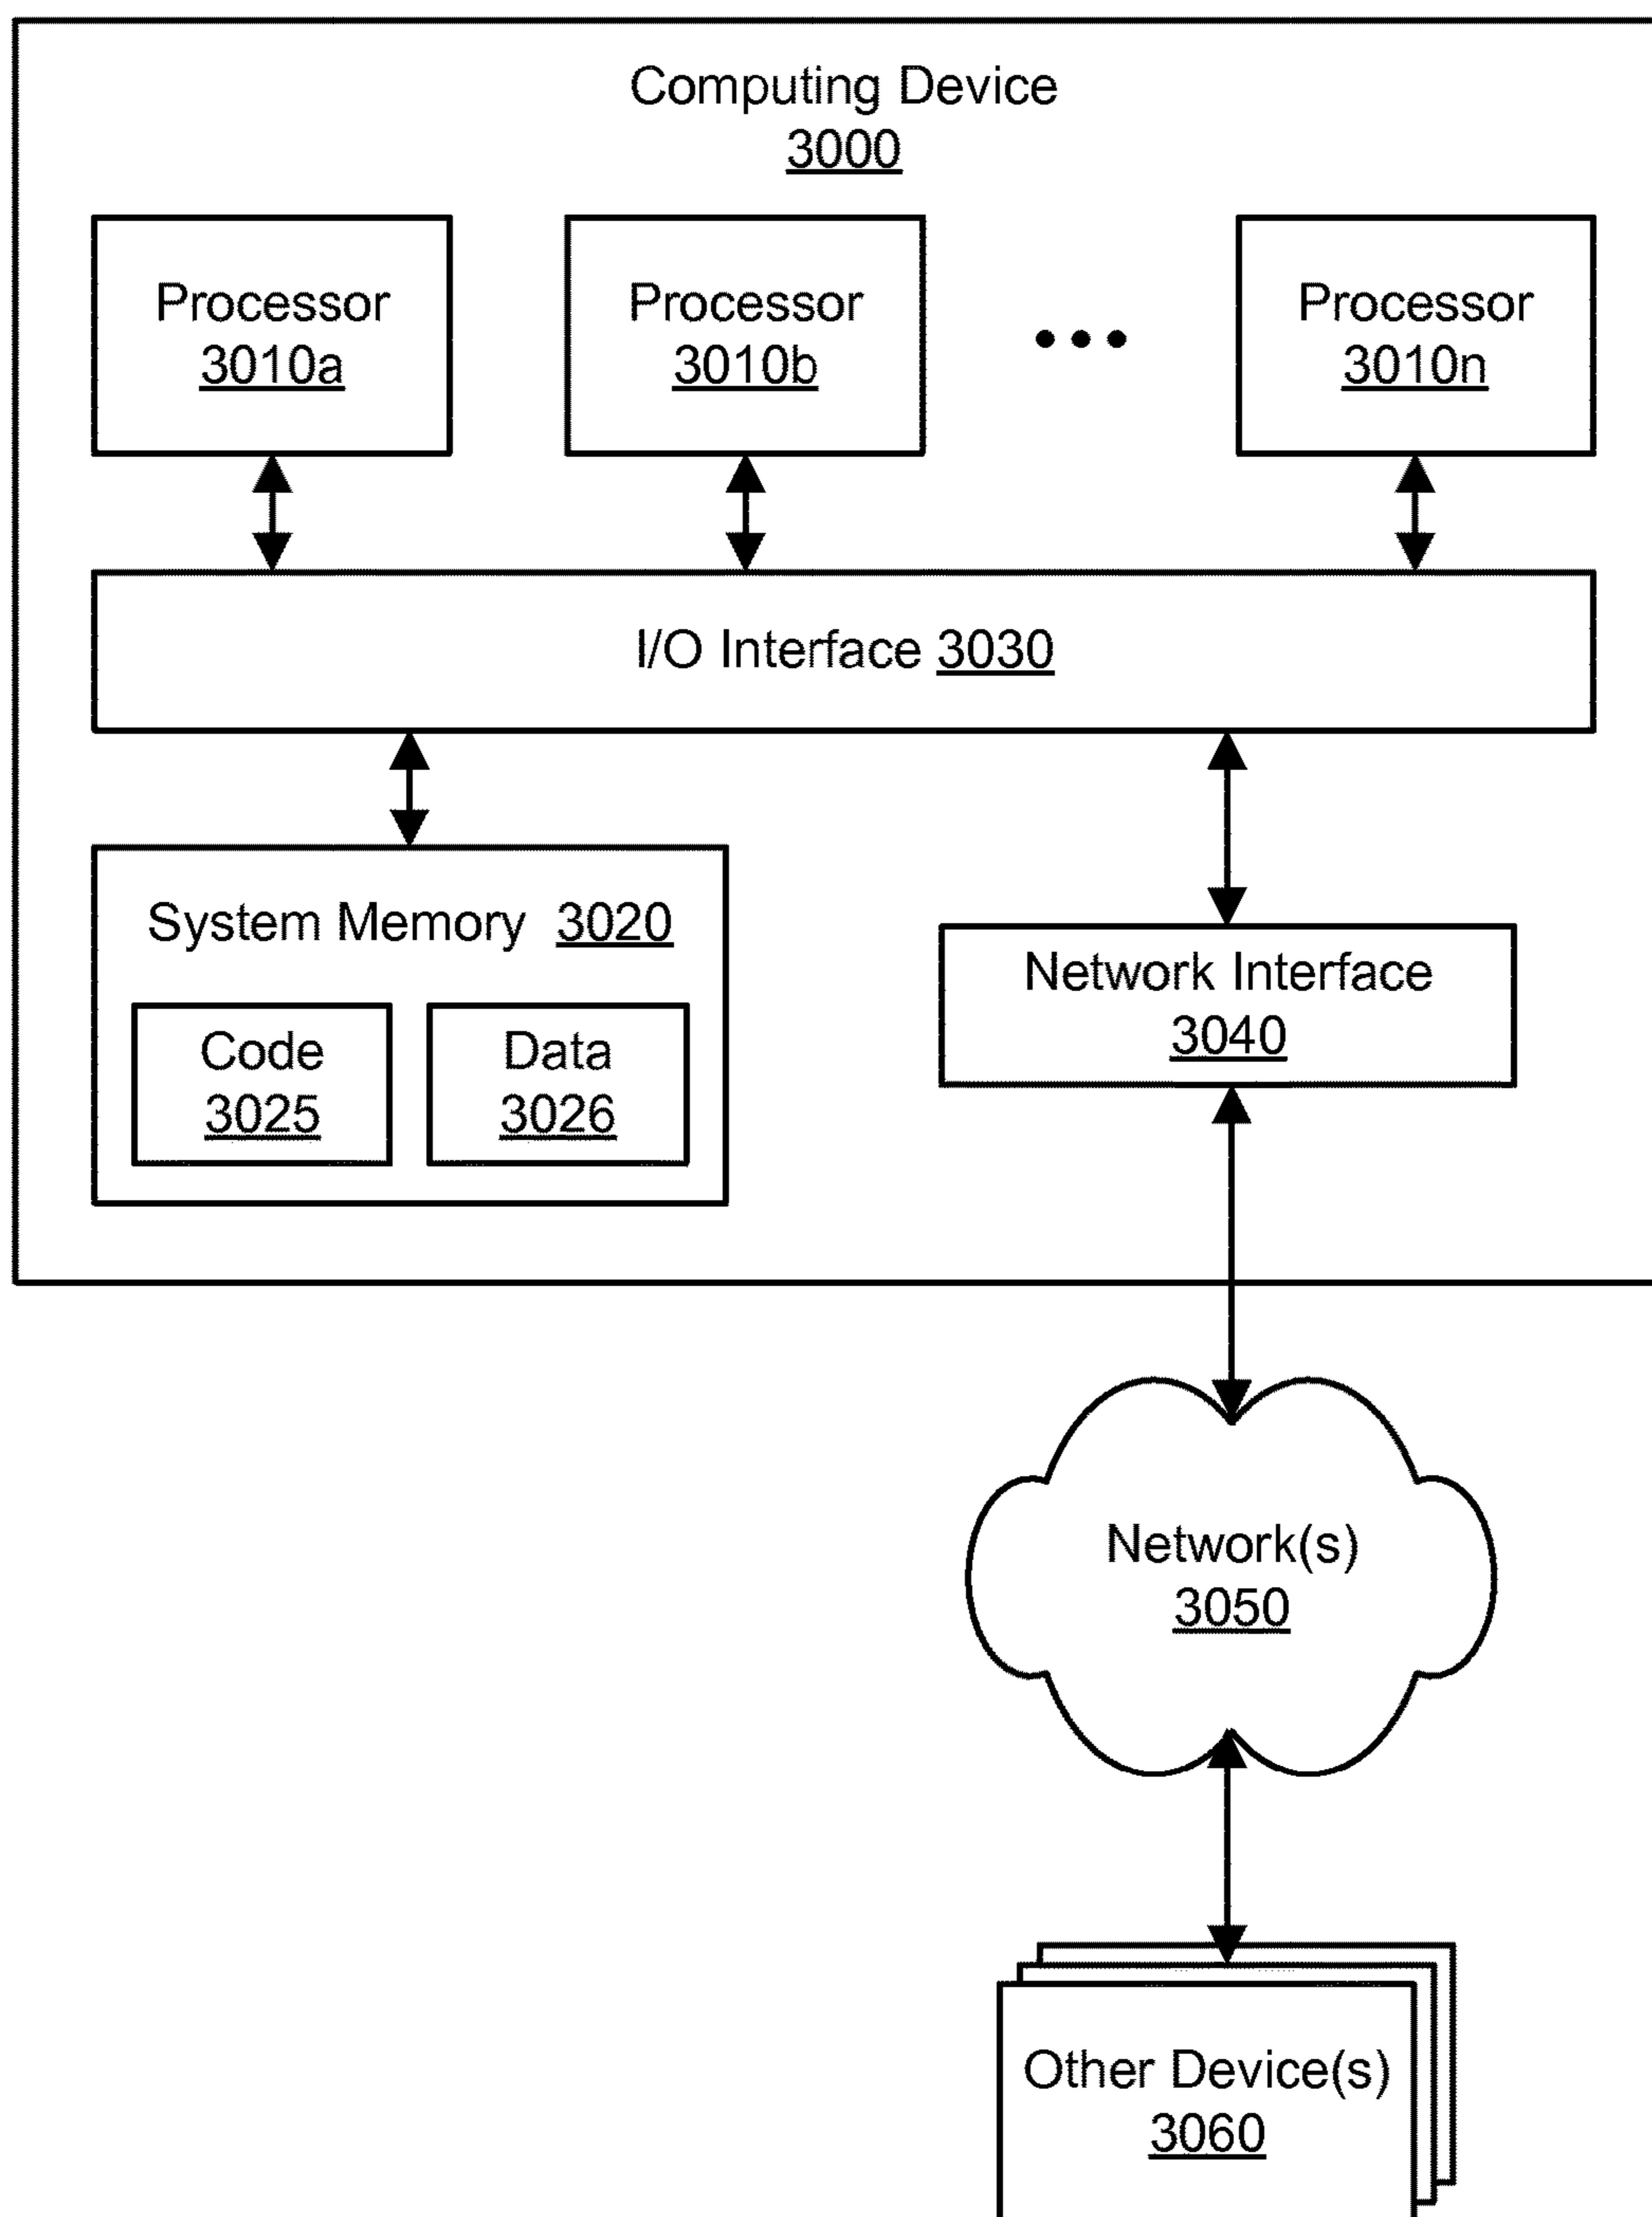 Computing Device
3000
Processor
3010a
Processor
3010b
Processor
3010n
I/O Interface 3030
System Memory 3020
Code
3025
Data
3026
Network Interface
3040
Network(s)
3050
Other Device(s)
3060